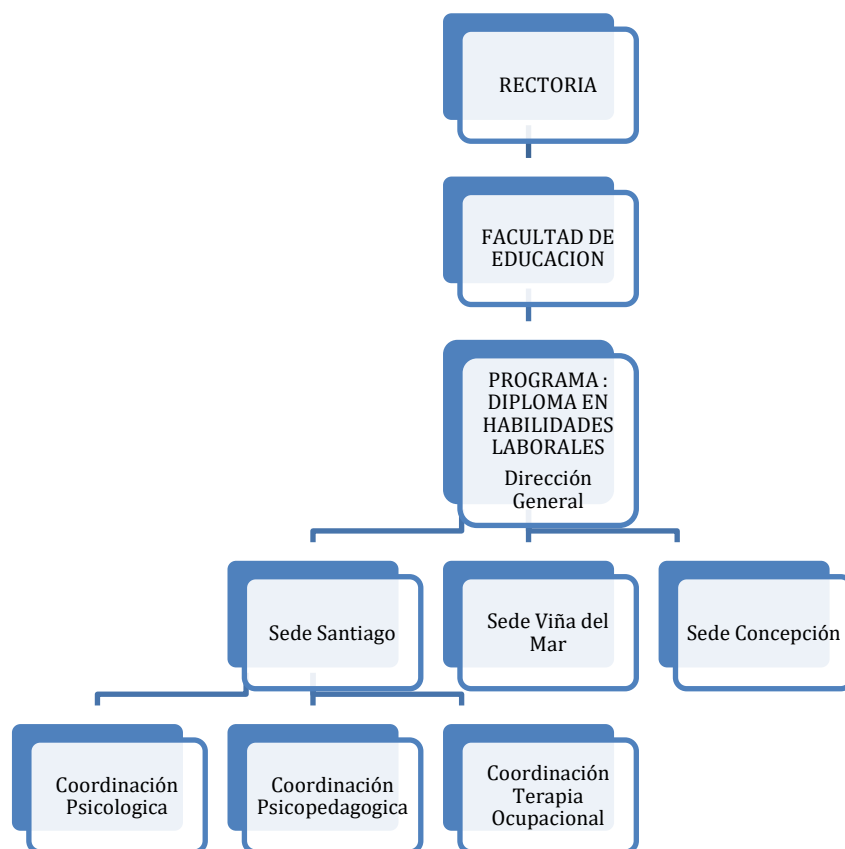 RECTORIA
FACULTAD DE
EDUCACION
PROGRAMA :
DIPLOMA EN
HABILIDADES
LABORALES
Dirección
General
Sede Santiago
Sede Viña del
Mar
Sede Concepción
Coordinación
Psicologica
Coordinación
Psicopedagogica
Coordinación
Terapia
Ocupacional